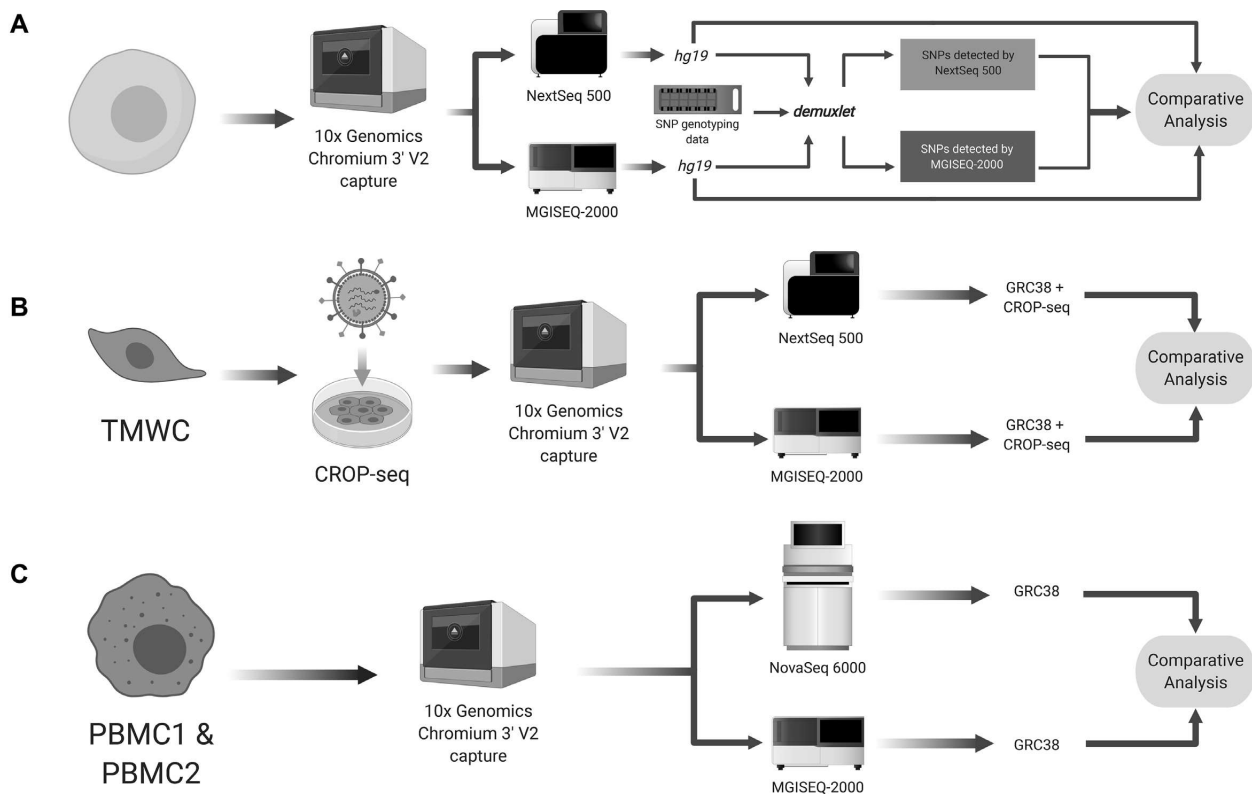 A
10x Genomics
Chromium 3' V2
capture
NextSeq 500
MGISEQ-2000
hg19
SNP genotyping
data
hg19
demuxlet
SNPs detected by
NextSeq 500
SNPs detected by
MGISEQ-2000
Comparative
Analysis
B
TMWC
CROP-seq
10x Genomics
Chromium 3' V2
capture
NextSeq 500
MGISEQ-2000
GRC38 +
CROP-seq
GRC38 +
CROP-seq
Comparative
Analysis
C
PBMC1 &
PBMC2
10x Genomics
Chromium 3' V2
capture
NovaSeq 6000
MGISEQ-2000
GRC38
GRC38
Comparative
Analysis